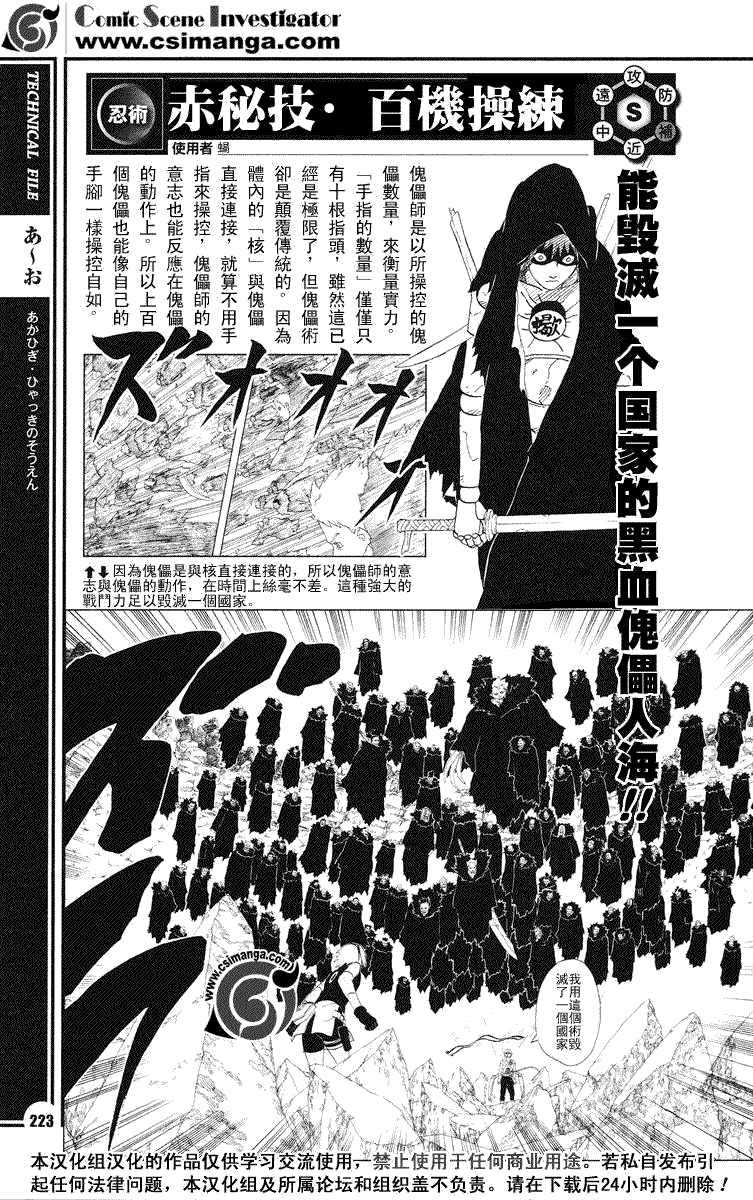 Comic Scene Investigator
www.csimanga.com
TECHNICAL FILE
あ～お
あかひぎ・ひゃっきのそうえん
忍術
赤秘技・百機操練
使用者 蝎
攻
防
補
近
中
遠
S
能毀滅一个国家的黑血傀儡人海!!
傀儡師是以所操控的傀
儡數量，來衡量實力。
「手指的數量」僅僅只
有十根指頭，雖然這已
經是極限了，但傀儡術
卻是顛覆傳統的。因為
體內的「核」與傀儡
直接連接，就算不用手
指來操控，傀儡師的
意志也能反應在傀儡
的動作上。所以上百
個傀儡也能像自己的
手腳一樣操控自如。
蠍
ズオオオ
⬆⬇因為傀儡是與核直接連接的，所以傀儡師的意
志與傀儡的動作，在時間上絲毫不差。這種強大的
戰鬥力足以毀滅一個國家。
我用這個術毀
滅了一個國家
www.csimanga.com
223
本汉化组汉化的作品仅供学习交流使用，禁止使用于任何商业用途。若私自发布引
起任何法律问题，本汉化组及所属论坛和组织盖不负责。请在下载后24小时内删除！